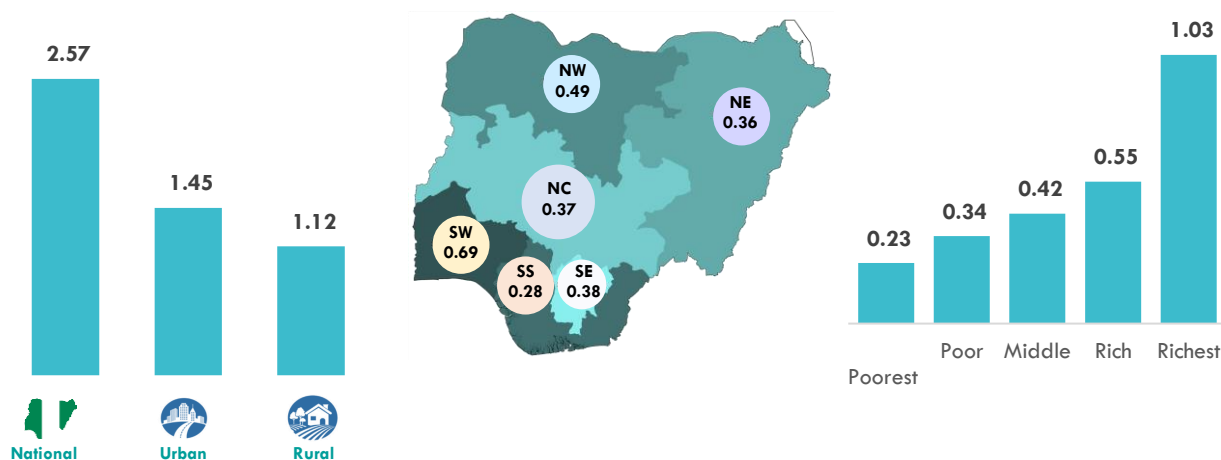 2.57
1.45
1.12
National
Urban
Rural
NW
0.49
NE
0.36
NC
0.37
SW
0.69
SS
0.28
SE
0.38
0.23
0.34
0.42
0.55
1.03
Poorest
Poor
Middle
Rich
Richest